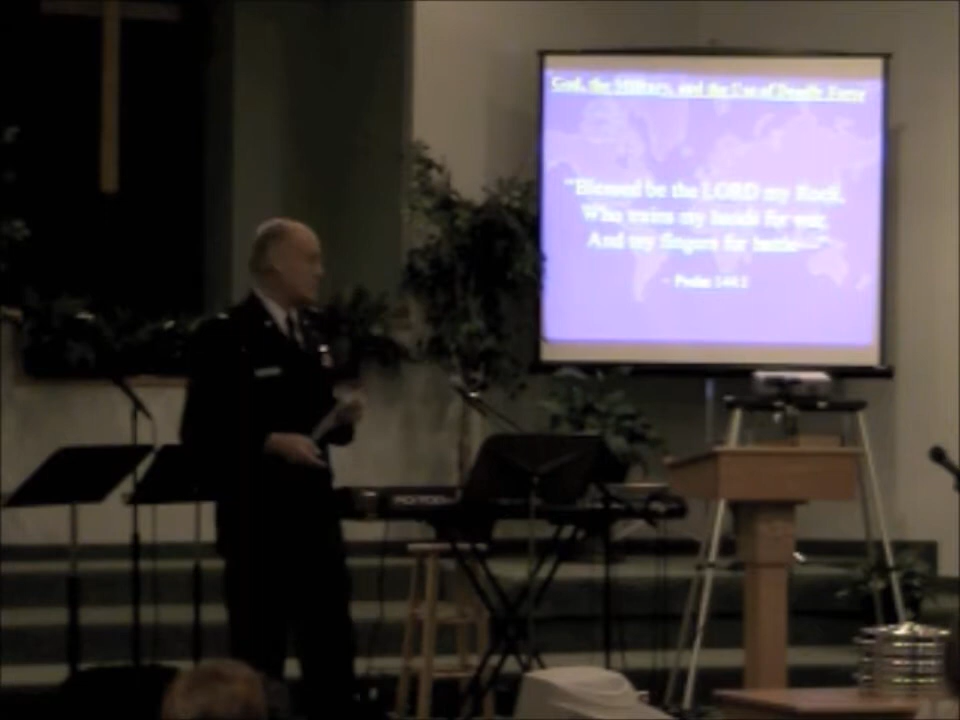 God, the Military, and the Use of Deadly Force
"Blessed be the LORD my Rock,
Who trains my hands for war,
And my fingers for battle—"
- Psalm 144:1